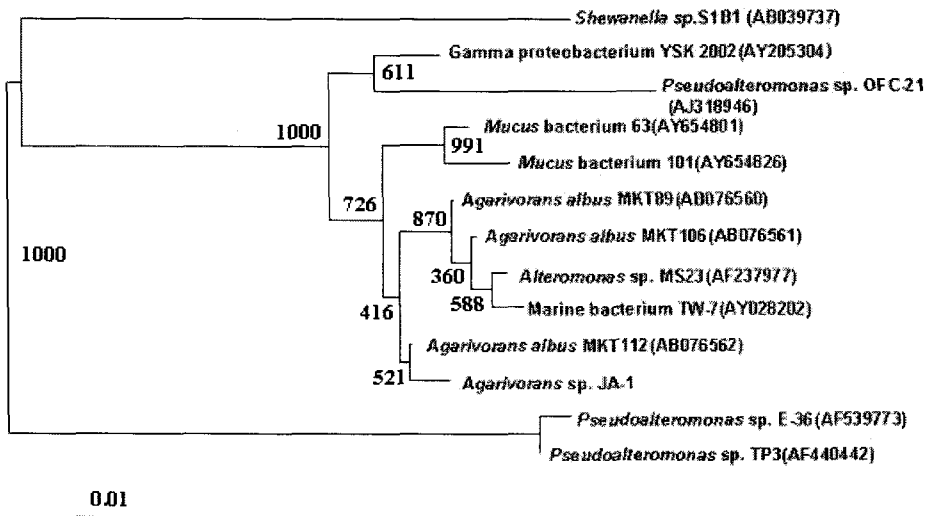 Shewanella sp.S1B1 (AB039737)
Gamma proteobacterium YSK 2002(AY205304)
611
Pseudoalteromonas sp. OFC-21
(AJ318946)
1000
Mucus bacterium 63(AY654801)
991
Mucus bacterium 101(AY654826)
726
Agarivorans albus MKT89(AB076560)
870
Agarivorans albus MKT106(AB076561)
1000
360
Alteromonas sp. MS23(AF237977)
588
Marine bacterium TW-7(AY028202)
416
Agarivorans albus MKT112(AB076562)
521
Agarivorans sp. JA-1
Pseudoalteromonas sp. E-36(AF539773)
Pseudoalteromonas sp. TP3(AF440442)
0.01